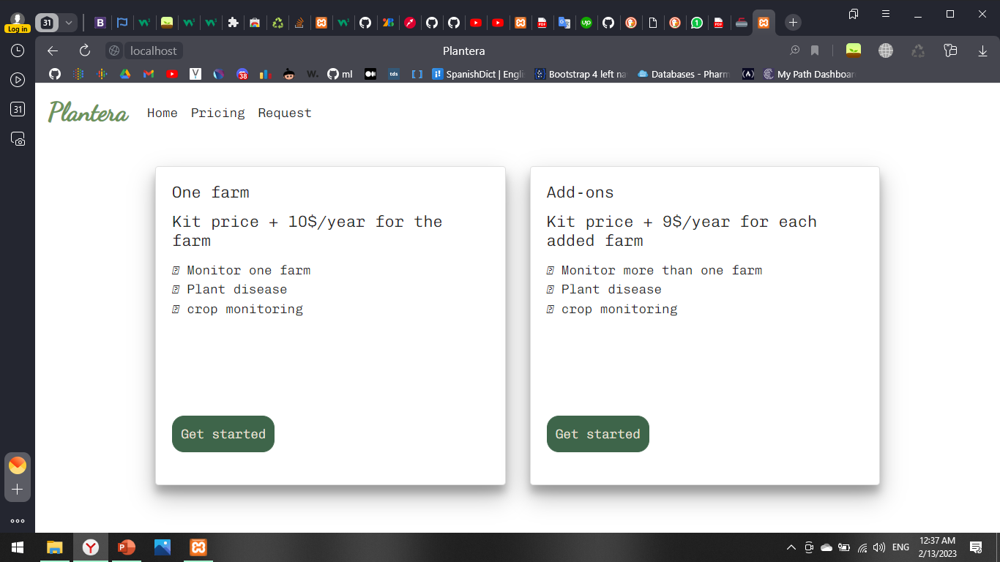 31
Log in
localhost
Plantera
38
ml
tds
SpanishDict | Engli
Bootstrap 4 left na
Databases - Pharm
(A)
My Path Dashboar
31
Plantera
Home Pricing Request
One farm
Kit price + 10$/year for the
farm
Monitor one farm
Plant disease
crop monitoring
Get started
Add-ons
Kit price + 9$/year for each
added farm
Monitor more than one farm
Plant disease
crop monitoring
Get started
ENG
12:37 AM
2/13/2023